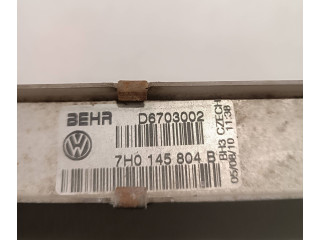 BEHR D6703002
7H0 145 804 B
BH3 CZECH
05/08/10 11:38